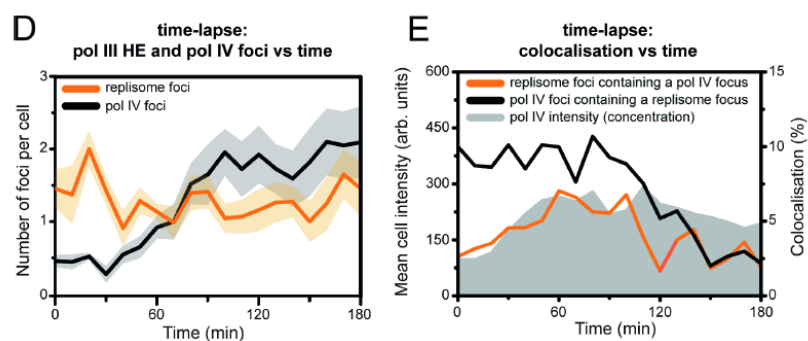 D
time-lapse:
pol III HE and pol IV foci vs time
replisome foci
pol IV foci
Number of foci per cell
3
2
1
0
0
60
120
180
Time (min)
E
time-lapse:
colocalisation vs time
replisome foci containing a pol IV focus
pol IV foci containing a replisome focus
pol IV intensity (concentration)
Mean cell intensity (arb. units)
600
450
300
150
0
15
10
5
0
Colocalisation (%)
0
60
120
180
Time (min)